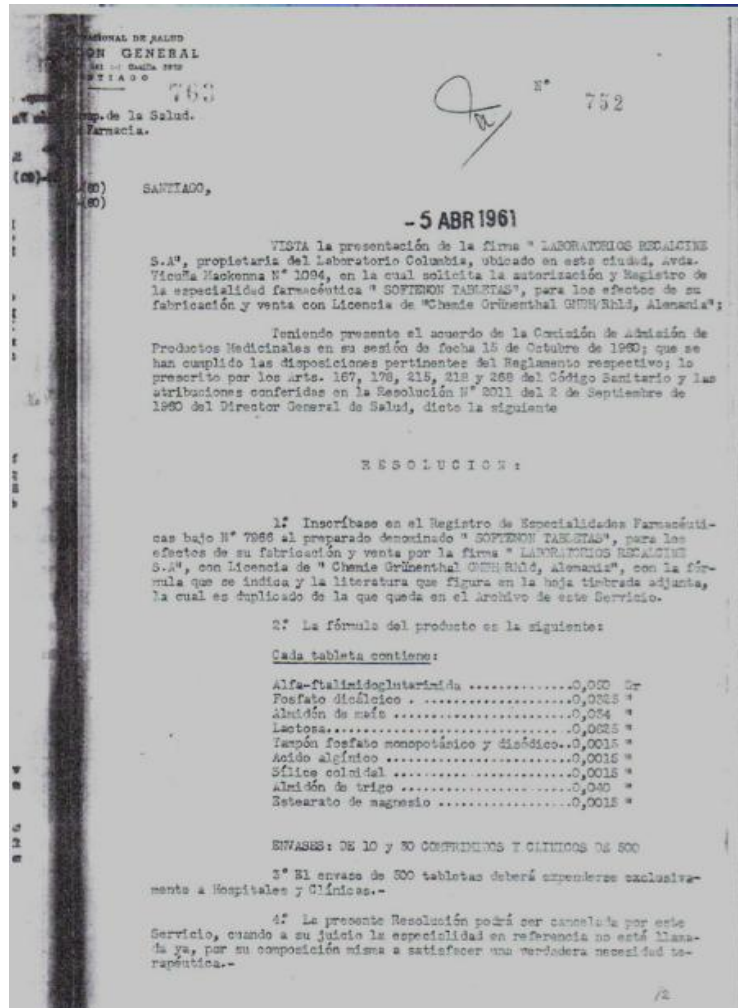 NACIONAL DE SALUD
GENERAL
763
N° 752
de la Salud.
Farmacia.
(60)
(60)
SANTIAGO,
- 5 ABR 1961
VISTA la presentación de la firma " LABORATORIOS RECALCINE
S.A", propietaria del Laboratorio Columbia, ubicado en esta ciudad, Avda.
Vicuña Mackenna N° 1094, en la cual solicita la autorización y Registro de
la especialidad farmacéutica " SOFTENON TABLETAS", para los efectos de su
fabricación y venta con Licencia de "Chemie Grünenthal GMBH/Rhld, Alemania";
Teniendo presente el acuerdo de la Comisión de Admisión de
Productos Medicinales en su sesión de fecha 15 de Octubre de 1960; que se
han cumplido las disposiciones pertinentes del Reglamento respectivo; lo
prescrito por los Arts. 167, 178, 215, 218 y 268 del Código Sanitario y las
atribuciones conferidas en la Resolución N° 2011 del 2 de Septiembre de
1960 del Director General de Salud, dicto la siguiente
R E S O L U C I O N :
1° Inscríbase en el Registro de Especialidades Farmacéuti-
cas bajo N° 7966 al preparado denominado " SOFTENON TABLETAS", para los
efectos de su fabricación y venta por la firma " LABORATORIOS RECALCINE
S.A", con Licencia de " Chemie Grünenthal GMBH/Rhld, Alemania", con la fór-
mula que se indica y la literatura que figura en la hoja timbrada adjunta,
la cual es duplicado de la que queda en el Archivo de este Servicio.
2° La fórmula del producto es la siguiente:
Cada tableta contiene:
Alfa-ftalimidoglutarimida ..............0,050 Gr
Fosfato dicálcico . ....................0,0325 "
Almidón de maíz .......................0,034 "
Lactosa................................0,0625 "
Tampón fosfato monopotásico y disódico..0,0015 "
Acido algínico ........................0,0015 "
Sílice coloidal .......................0,0015 "
Almidón de trigo ......................0,040 "
Estearato de magnesio .................0,0015 "
ENVASES: DE 10 y 30 COMPRIMIDOS Y CLINICOS DE 500
3° El envase de 500 tabletas deberá expenderse exclusiva-
mente a Hospitales y Clínicas.-
4° La presente Resolución podrá ser cancelada por este
Servicio, cuando a su juicio la especialidad en referencia no esté llama-
da ya, por su composición misma a satisfacer una verdadera necesidad te-
rapéutica.-
/2